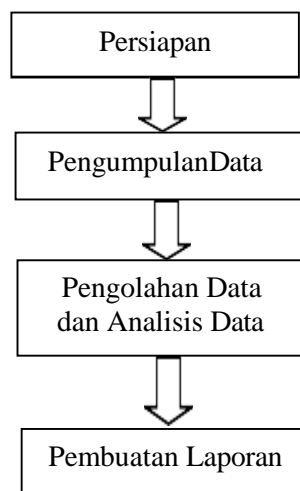 Persiapan
PengumpulanData
Pengolahan Data
dan Analisis Data
Pembuatan Laporan